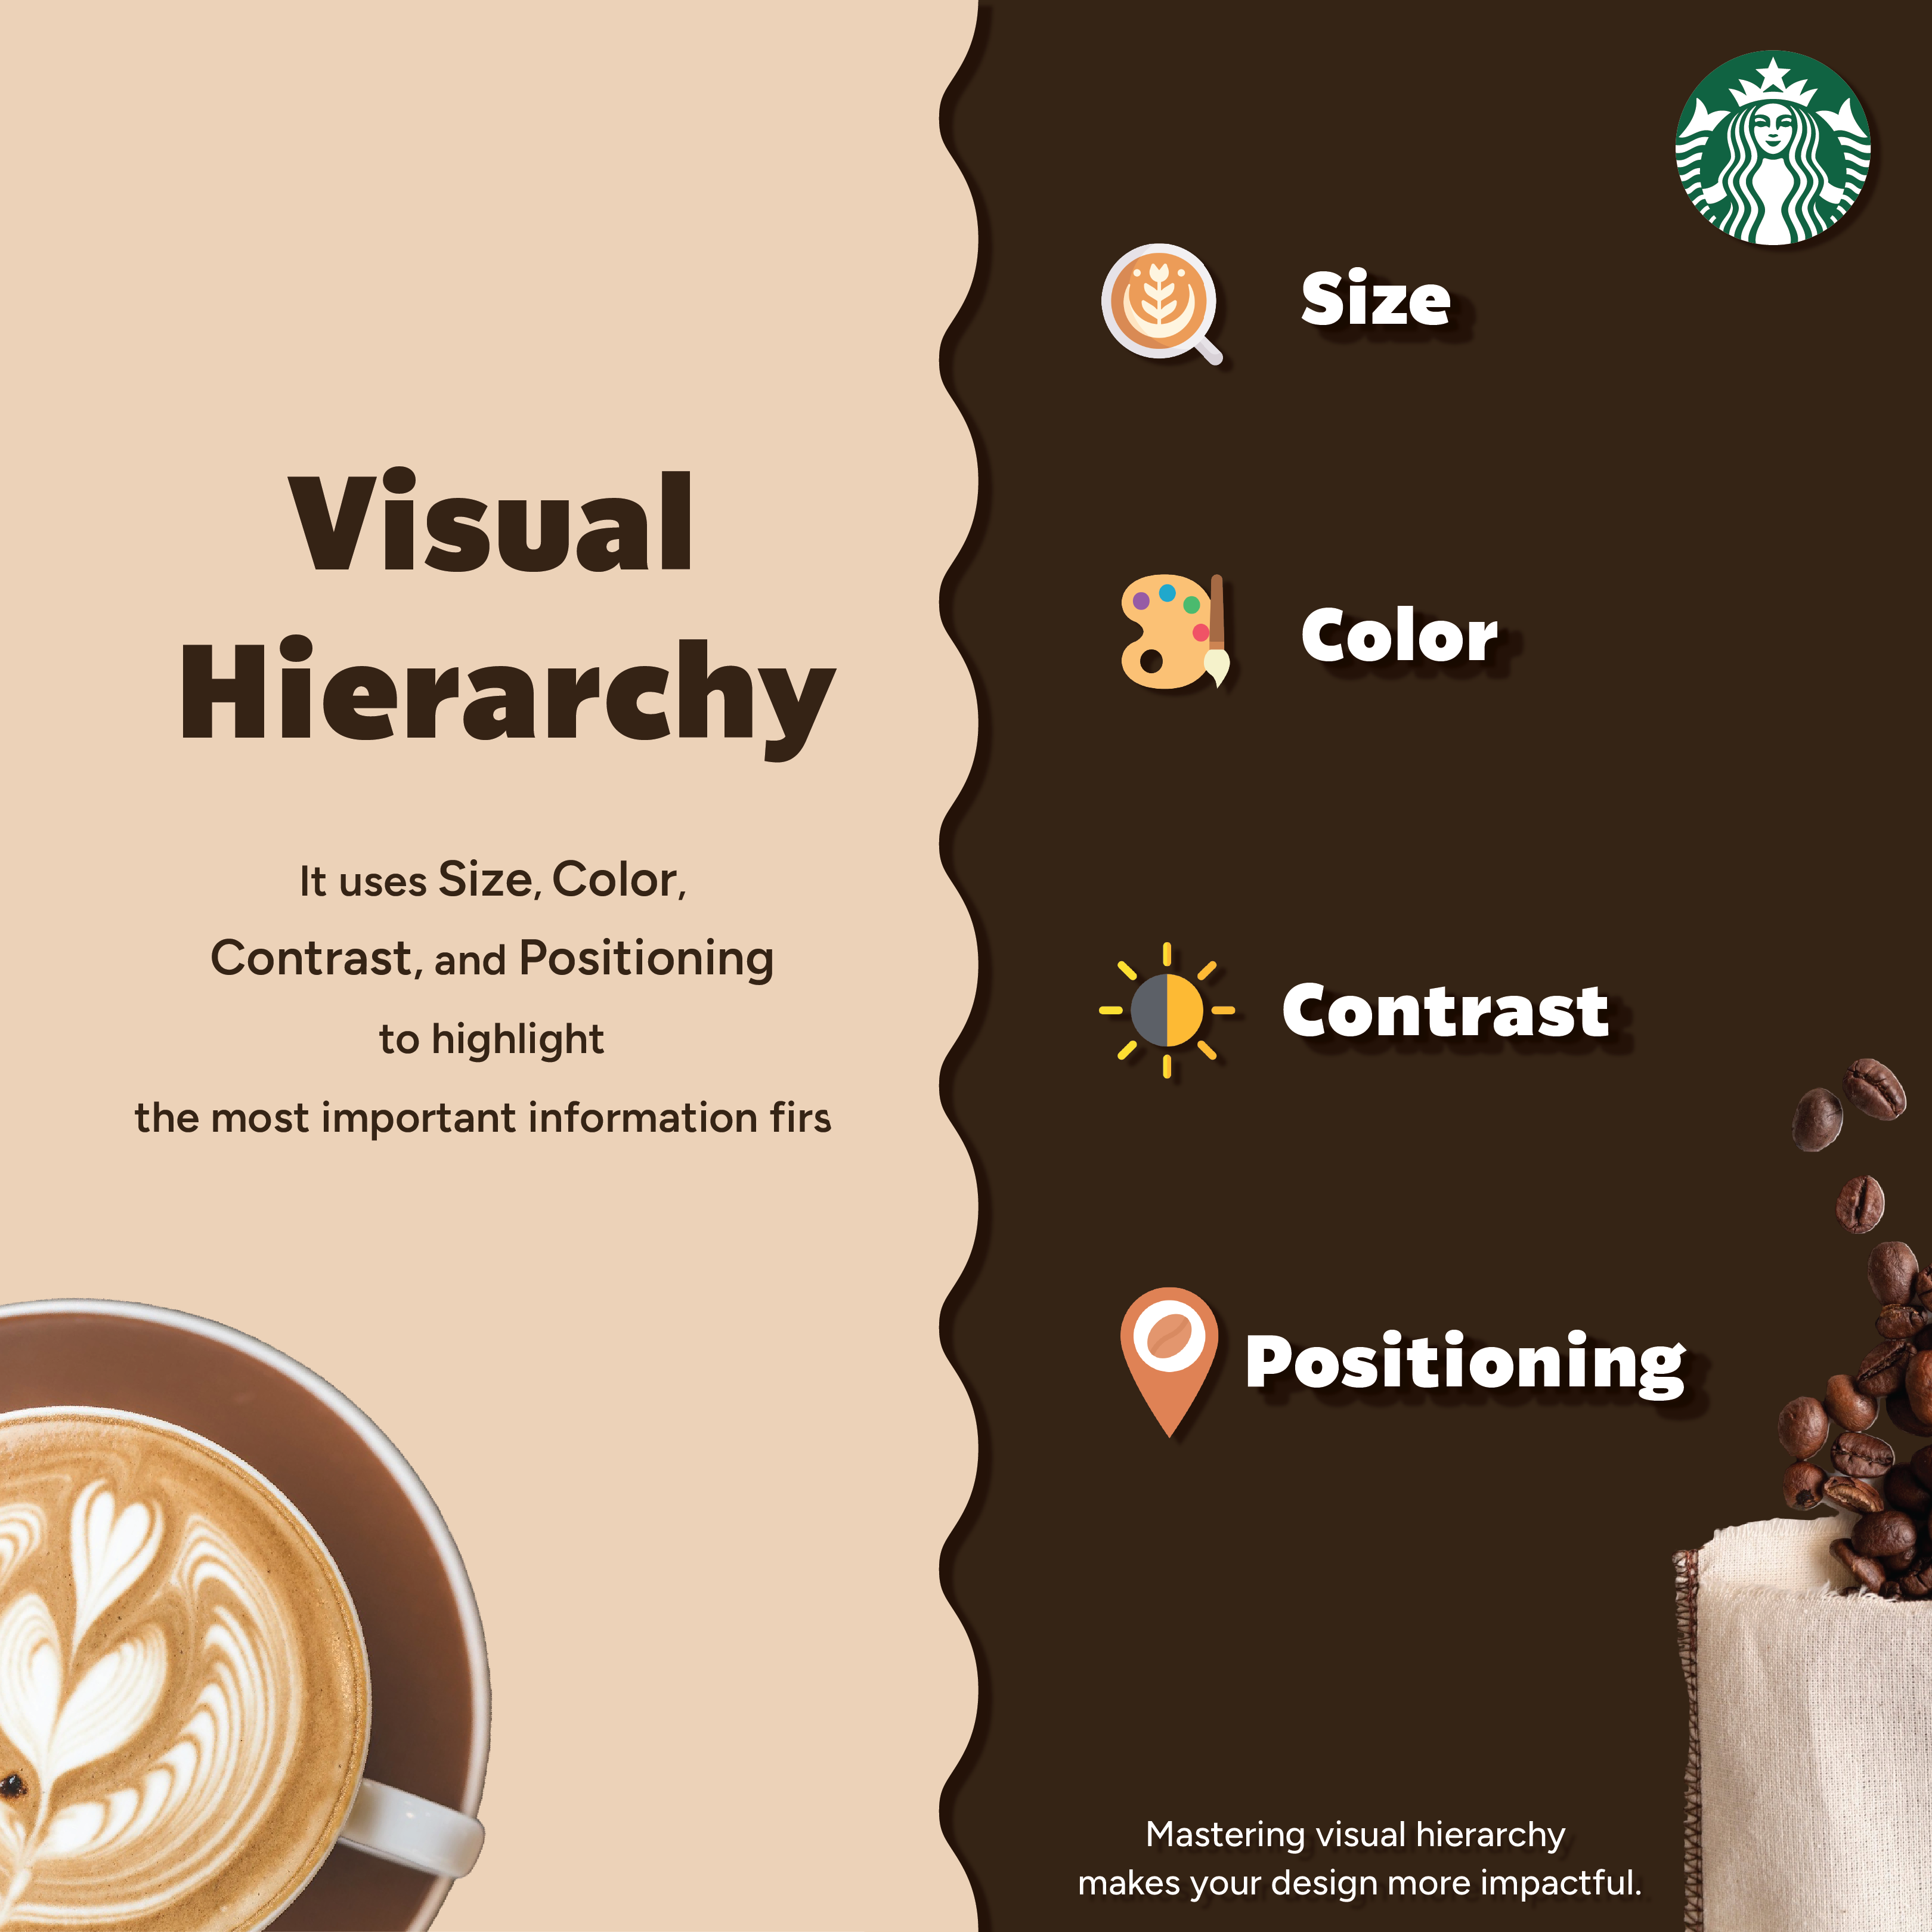 Visual
Hierarchy
It uses Size, Color,
Contrast, and Positioning
to highlight
the most important information firs
Size
Color
Contrast
Positioning
Mastering visual hierarchy
makes your design more impactful.